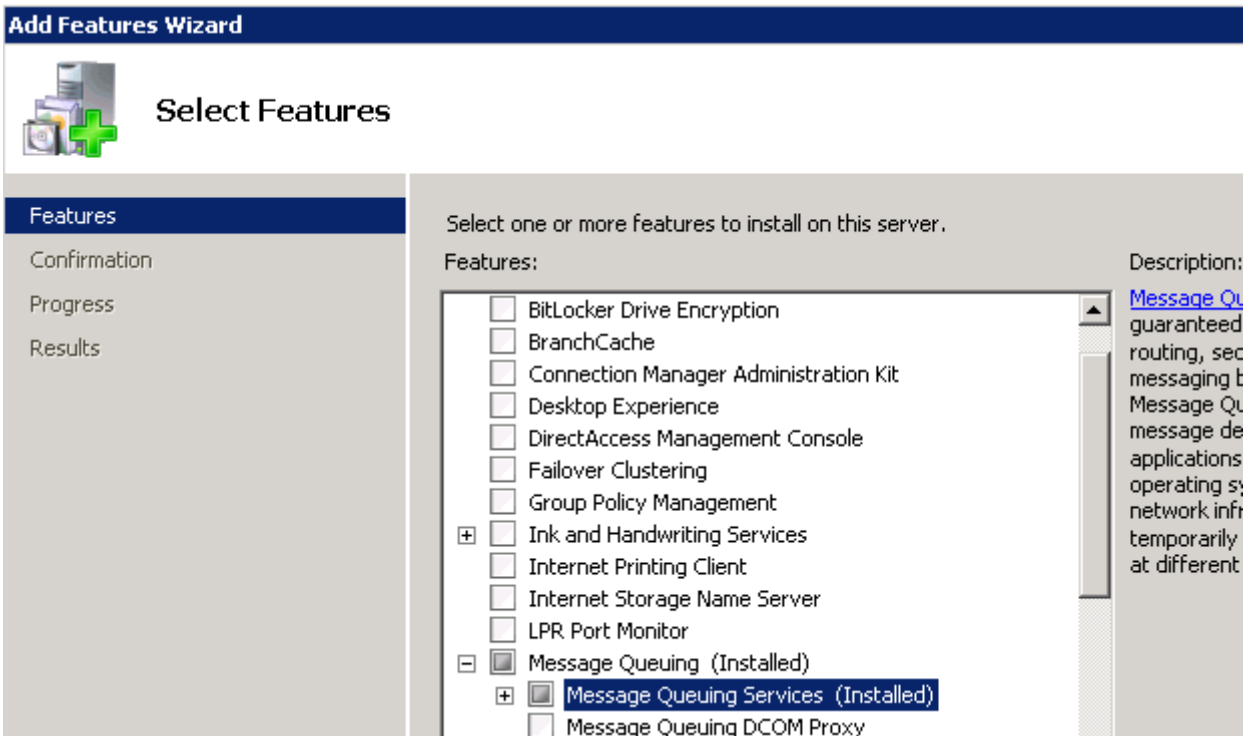 Add Features Wizard
Select Features
Features
Confirmation
Progress
Results
Select one or more features to install on this server.
Features:
BitLocker Drive Encryption
BranchCache
Connection Manager Administration Kit
Desktop Experience
DirectAccess Management Console
Failover Clustering
Group Policy Management
Ink and Handwriting Services
Internet Printing Client
Internet Storage Name Server
LPR Port Monitor
Message Queuing (Installed)
Message Queuing Services (Installed)
Message Queuing DCOM Proxy
Description:
Message Qu
guaranteed
routing, sec
messaging b
Message Qu
message de
applications
operating sy
network infr
temporarily
at different